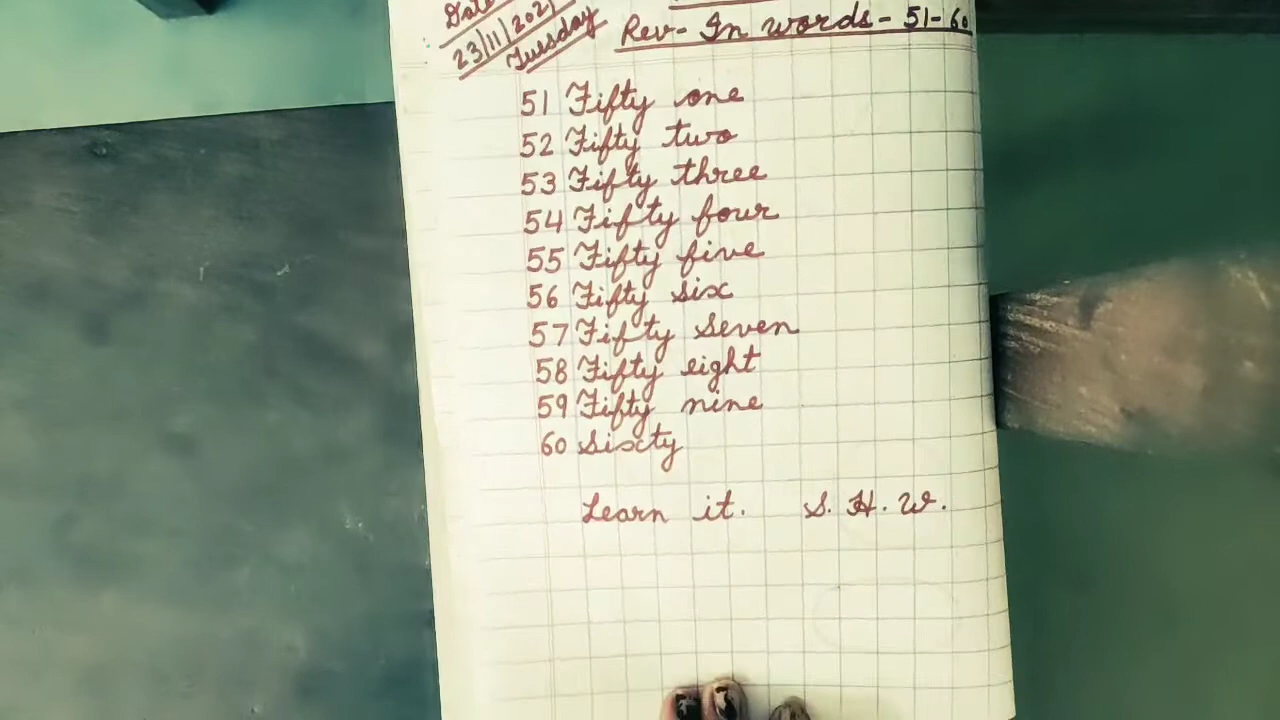 Date
23/11/2021
Tuesday
Rev- In words - 51-60
51 Fifty one
52 Fifty two
53 Fifty three
54 Fifty four
55 Fifty five
56 Fifty six
57 Fifty seven
58 Fifty eight
59 Fifty nine
60 Sixty
Learn it. S. H. W.